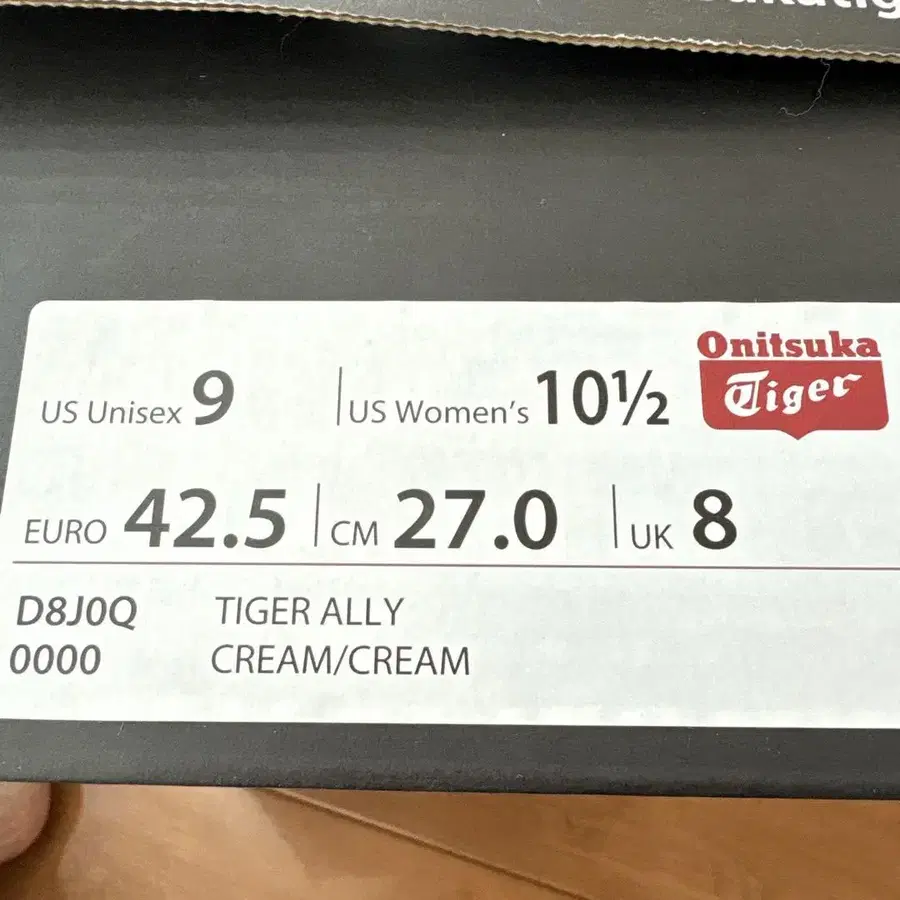 US Unisex 9 US Women's 10½
Onitsuka
Tiger
EURO 42.5 CM 27.0 UK 8
D8J0Q TIGER ALLY
0000 CREAM/CREAM